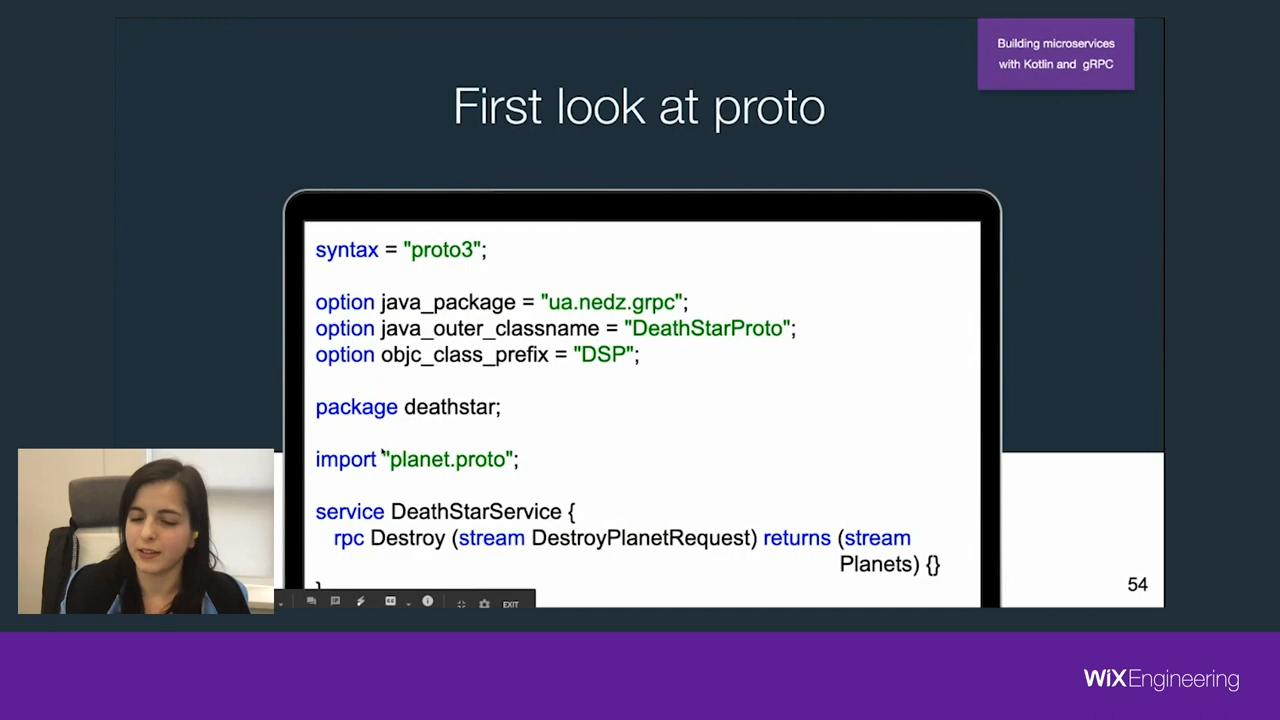 Building microservices
with Kotlin and gRPC
First look at proto
syntax = "proto3";
option java_package = "ua.nedz.grpc";
option java_outer_classname = "DeathStarProto";
option objc_class_prefix = "DSP";
package deathstar;
import "planet.proto";
service DeathStarService {
rpc Destroy (stream DestroyPlanetRequest) returns (stream
Planets) {}
}
54
EXIT
WiXEngineering